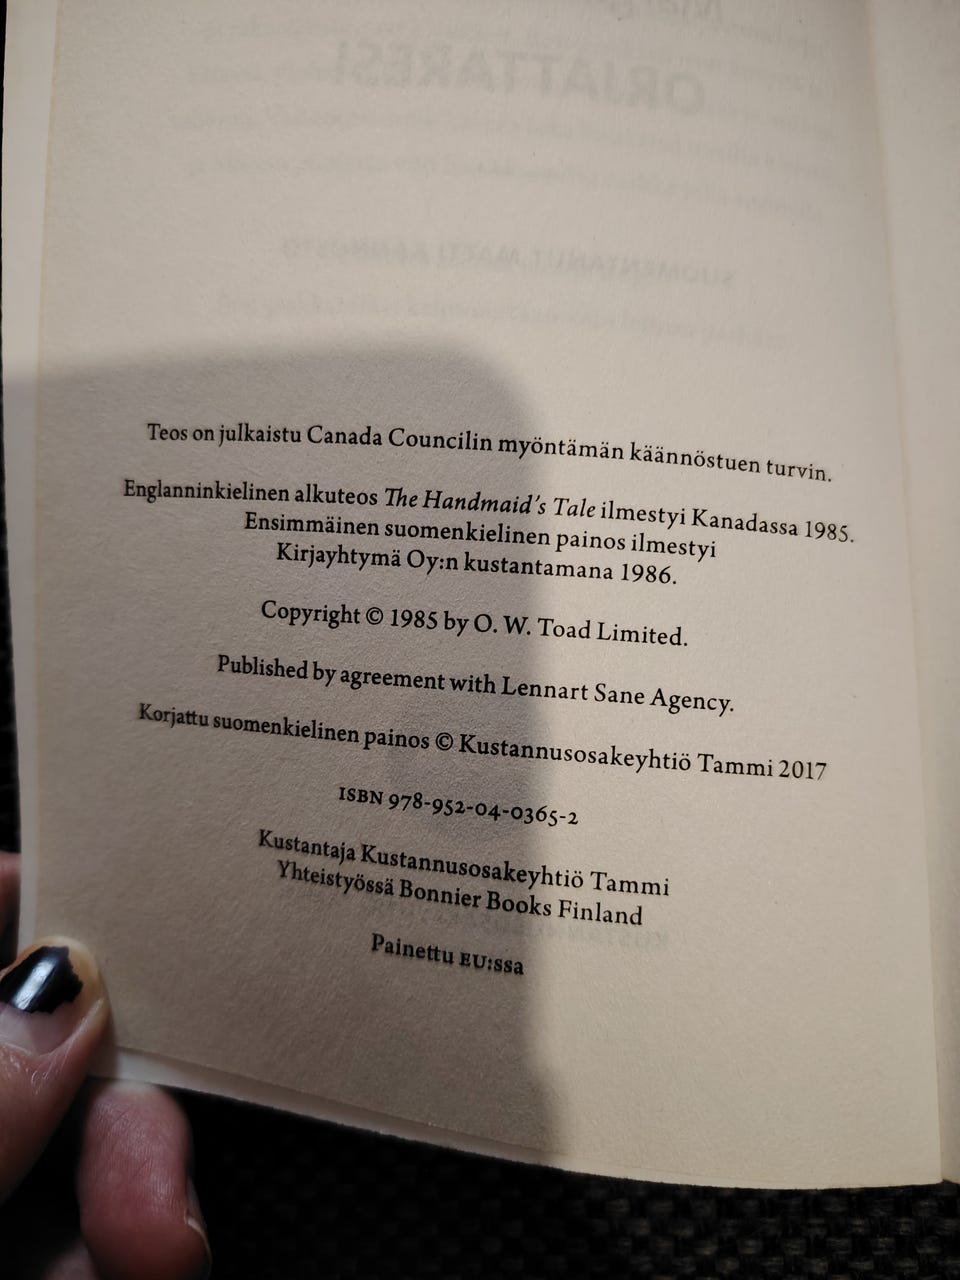 Teos on julkaistu Canada Councilin myöntämän käännöstuen turvin.
Englanninkielinen alkuteos The Handmaid's Tale ilmestyi Kanadassa 1985.
Ensimmäinen suomenkielinen painos ilmestyi
Kirjayhtymä Oy:n kustantamana 1986.
Copyright © 1985 by O. W. Toad Limited.
Published by agreement with Lennart Sane Agency.
Korjattu suomenkielinen painos © Kustannusosakeyhtiö Tammi 2017
ISBN 978-952-04-0365-2
Kustantaja Kustannusosakeyhtiö Tammi
Yhteistyössä Bonnier Books Finland
Painettu EU:ssa